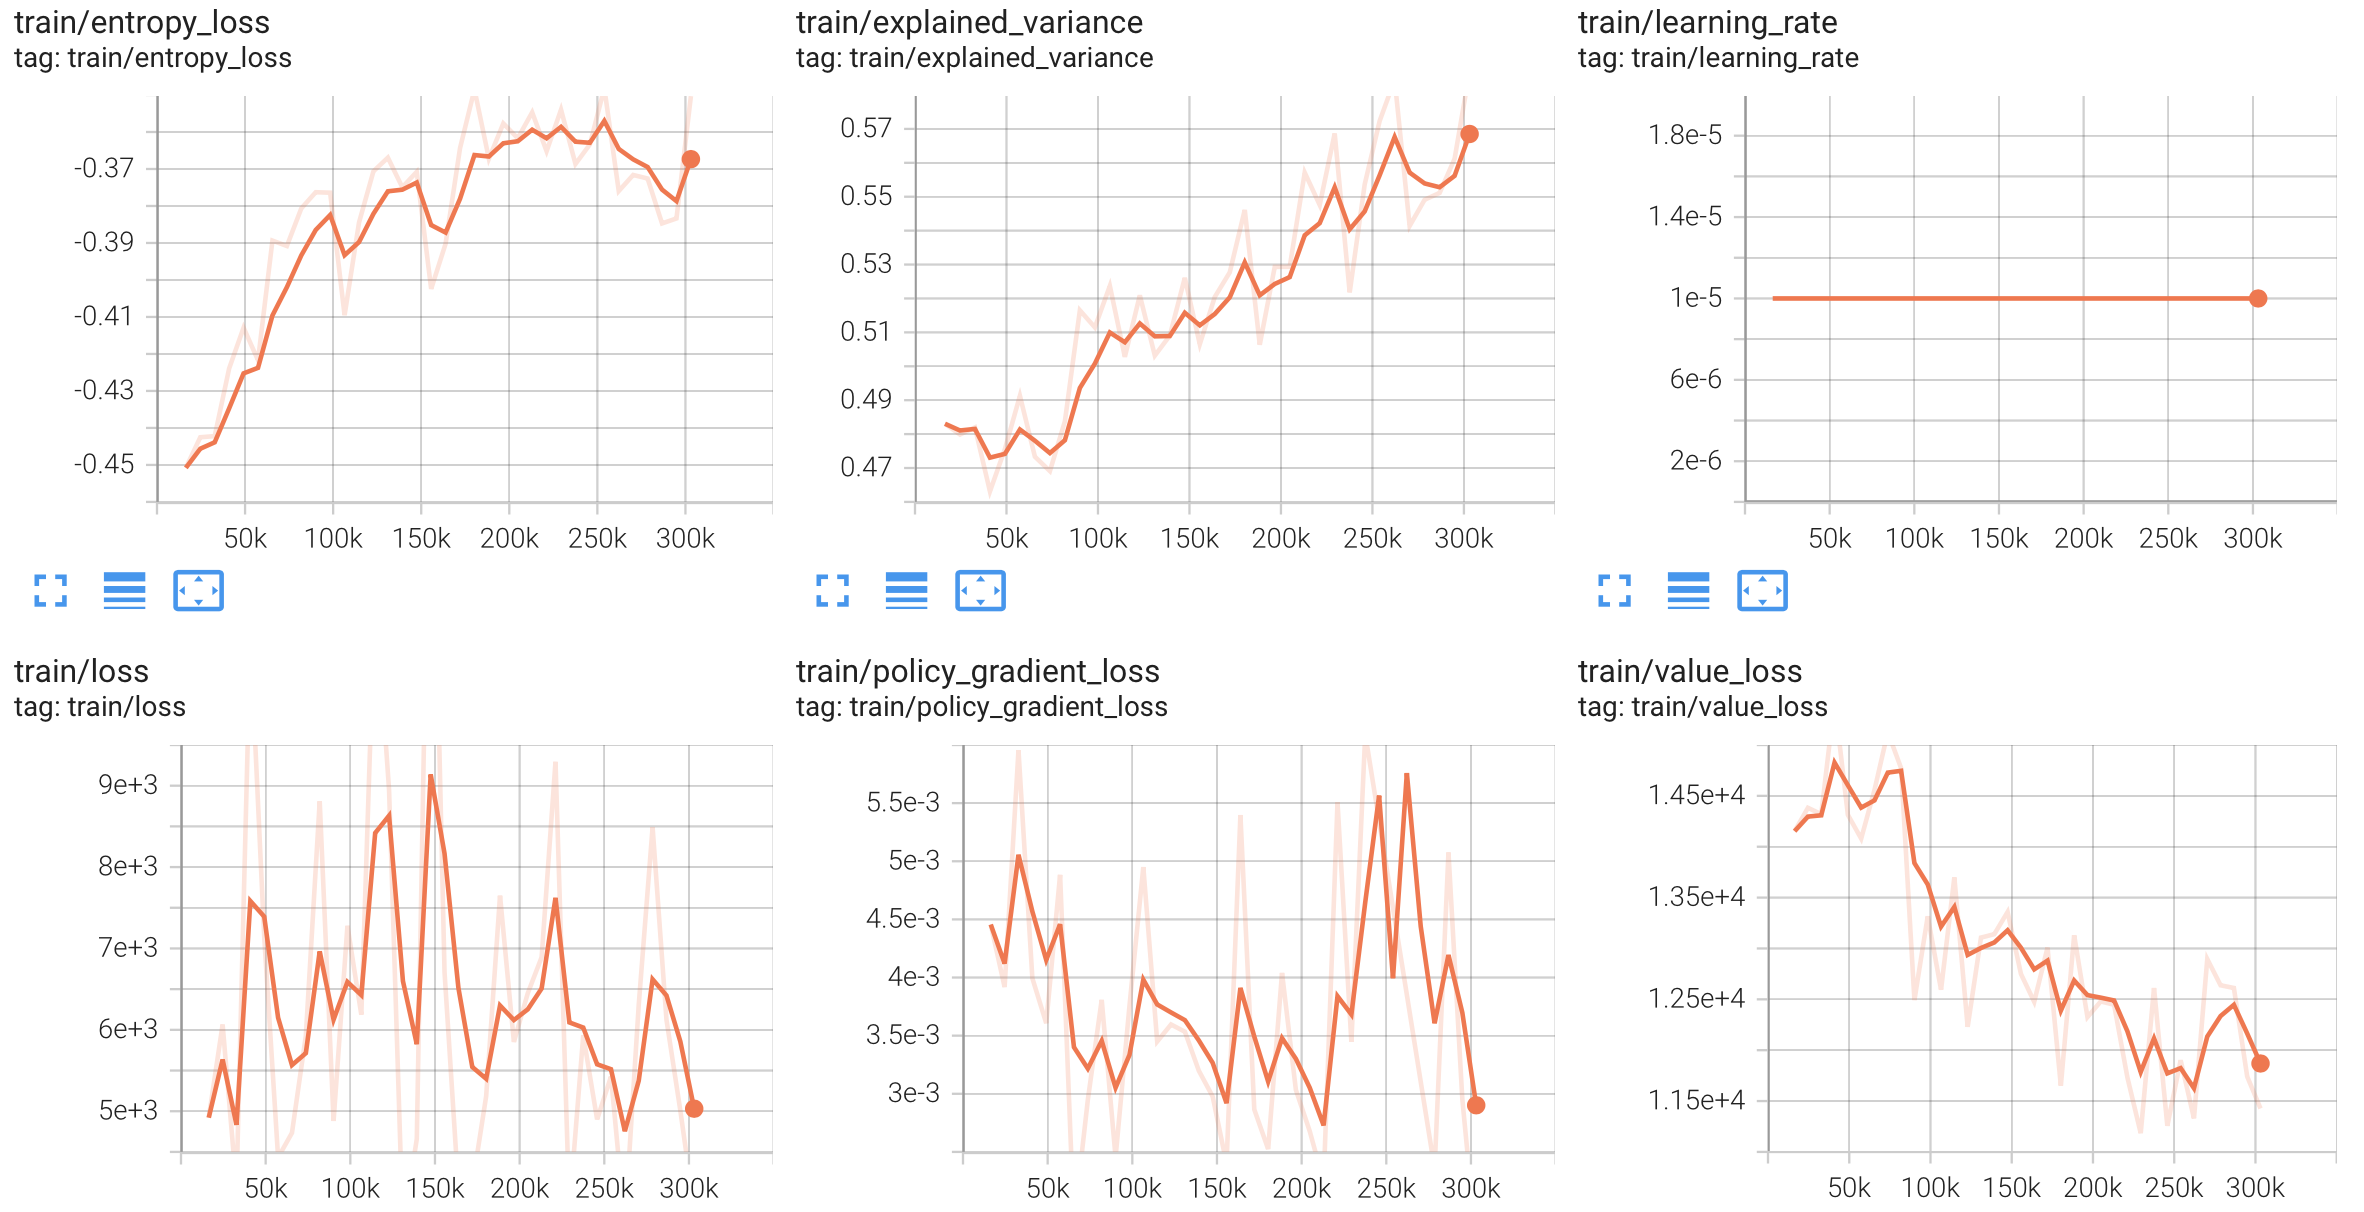 train/entropy_loss
tag: train/entropy_loss
-0.37
-0.39
-0.41
-0.43
-0.45
50k 100k 150k 200k 250k 300k
train/explained_variance
tag: train/explained_variance
0.57
0.55
0.53
0.51
0.49
0.47
50k 100k 150k 200k 250k 300k
train/learning_rate
tag: train/learning_rate
1.8e-5
1.4e-5
1e-5
6e-6
2e-6
50k 100k 150k 200k 250k 300k
train/loss
tag: train/loss
9e+3
8e+3
7e+3
6e+3
5e+3
50k 100k 150k 200k 250k 300k
train/policy_gradient_loss
tag: train/policy_gradient_loss
5.5e-3
5e-3
4.5e-3
4e-3
3.5e-3
3e-3
50k 100k 150k 200k 250k 300k
train/value_loss
tag: train/value_loss
1.45e+4
1.35e+4
1.25e+4
1.15e+4
50k 100k 150k 200k 250k 300k